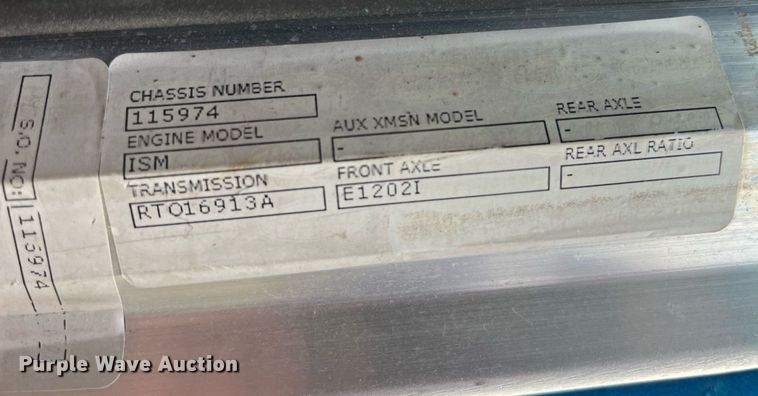 CHASSIS NUMBER
115974
ENGINE MODEL
ISM
TRANSMISSION
RTO16913A
AUX XMSN MODEL
-
FRONT AXLE
E1202I
REAR AXLE
-
REAR AXL RATIO
-
S.O. No: 115974
Purple Wave Auction